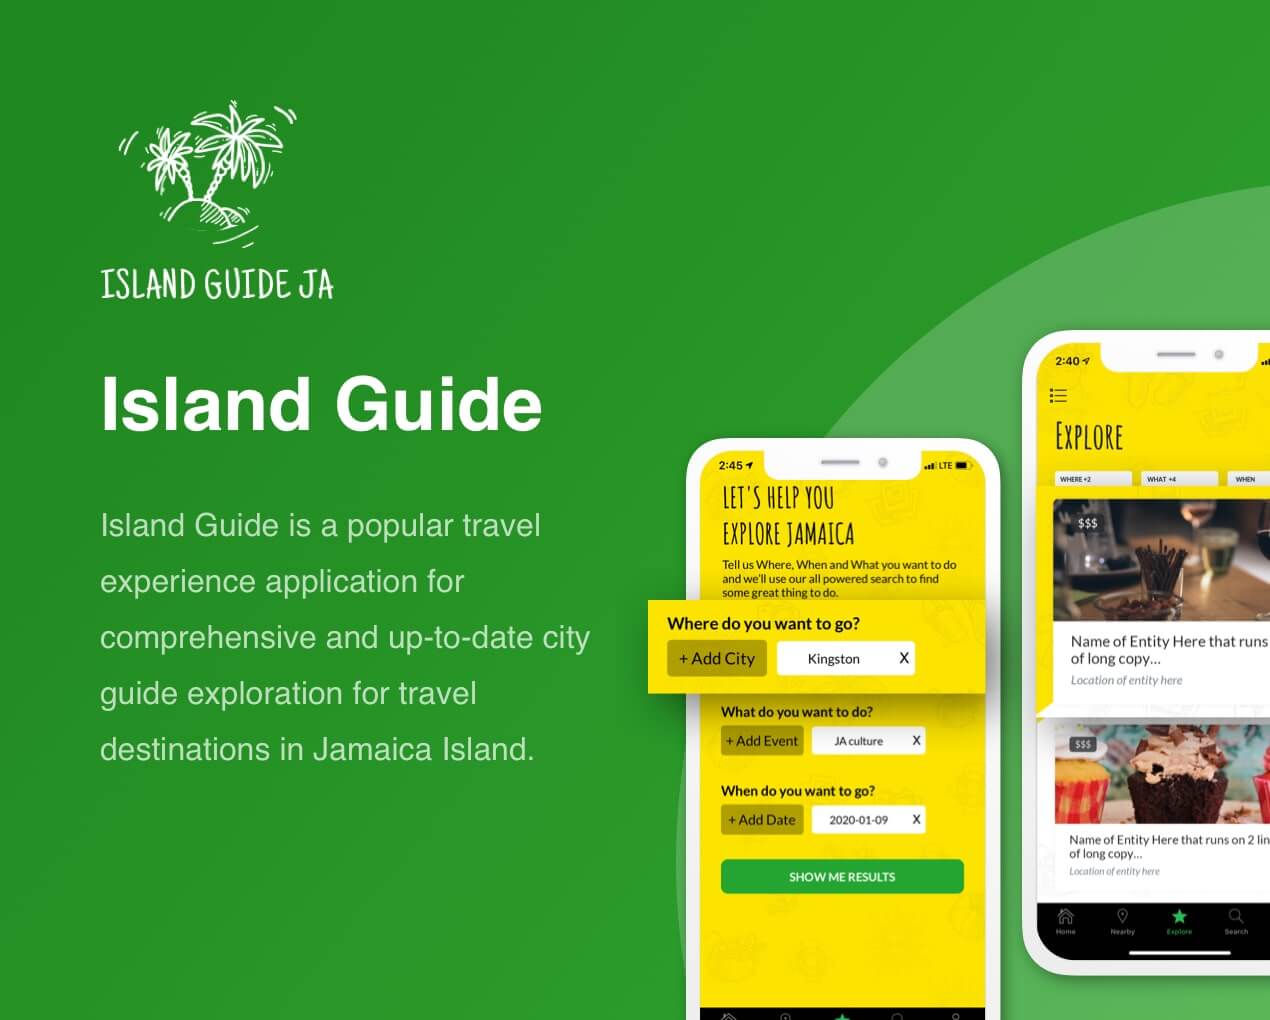 ISLAND GUIDE JA
Island Guide
Island Guide is a popular travel
experience application for
comprehensive and up-to-date city
guide exploration for travel
destinations in Jamaica Island.
2:45
LTE
LET'S HELP YOU
EXPLORE JAMAICA
Tell us Where, When and What you want to do
and we'll use our all powered search to find
some great thing to do.
Where do you want to go?
+ Add City
Kingston X
What do you want to do?
+ Add Event
JA culture X
When do you want to go?
+ Add Date
2020-01-09 X
SHOW ME RESULTS
2:40
EXPLORE
WHERE +2
WHAT +4
WHEN
$$$
Name of Entity Here that runs
of long copy...
Location of entity here
$$$
Name of Entity Here that runs on 2 lin
of long copy...
Location of entity here
Home
Nearby
Explore
Search